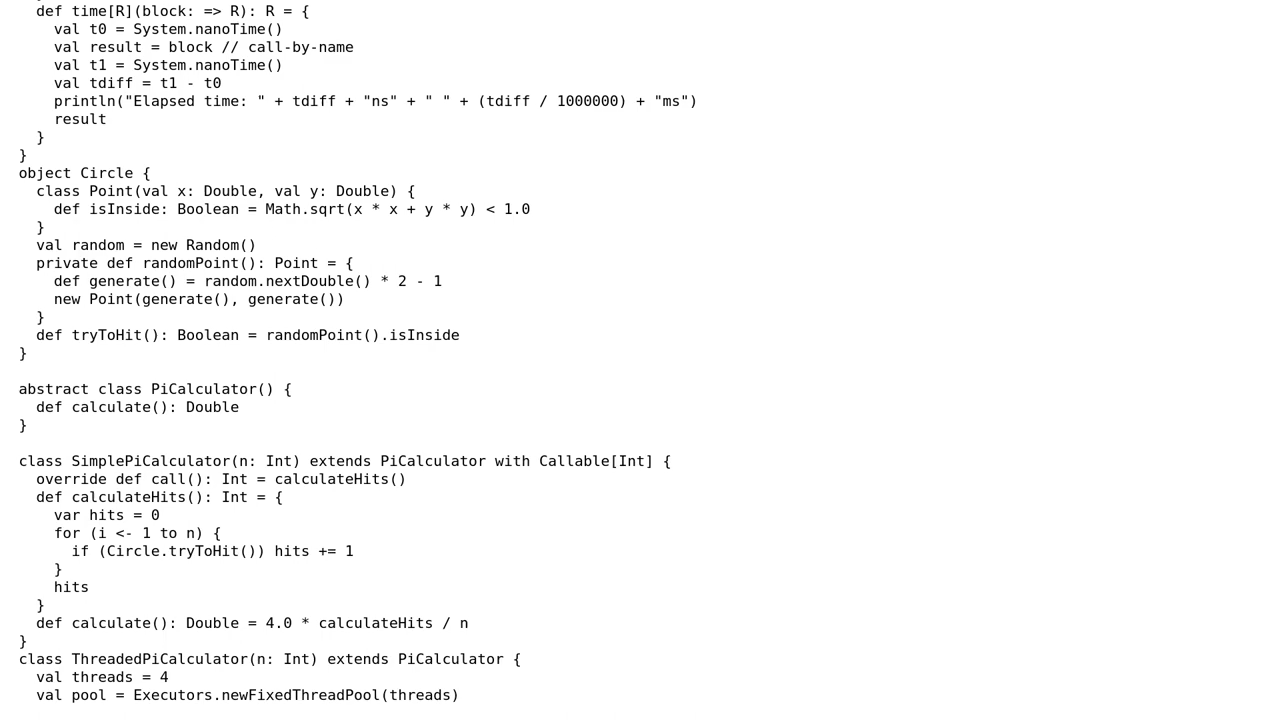 def time[R](block: => R): R = {
    val t0 = System.nanoTime()
    val result = block // call-by-name
    val t1 = System.nanoTime()
    val tdiff = t1 - t0
    println("Elapsed time: " + tdiff + "ns" + " " + (tdiff / 1000000) + "ms")
    result
  }
}
object Circle {
  class Point(val x: Double, val y: Double) {
    def isInside: Boolean = Math.sqrt(x * x + y * y) < 1.0
  }
  val random = new Random()
  private def randomPoint(): Point = {
    def generate() = random.nextDouble() * 2 - 1
    new Point(generate(), generate())
  }
  def tryToHit(): Boolean = randomPoint().isInside
}

abstract class PiCalculator() {
  def calculate(): Double
}

class SimplePiCalculator(n: Int) extends PiCalculator with Callable[Int] {
  override def call(): Int = calculateHits()
  def calculateHits(): Int = {
    var hits = 0
    for (i <- 1 to n) {
      if (Circle.tryToHit()) hits += 1
    }
    hits
  }
  def calculate(): Double = 4.0 * calculateHits / n
}
class ThreadedPiCalculator(n: Int) extends PiCalculator {
  val threads = 4
  val pool = Executors.newFixedThreadPool(threads)